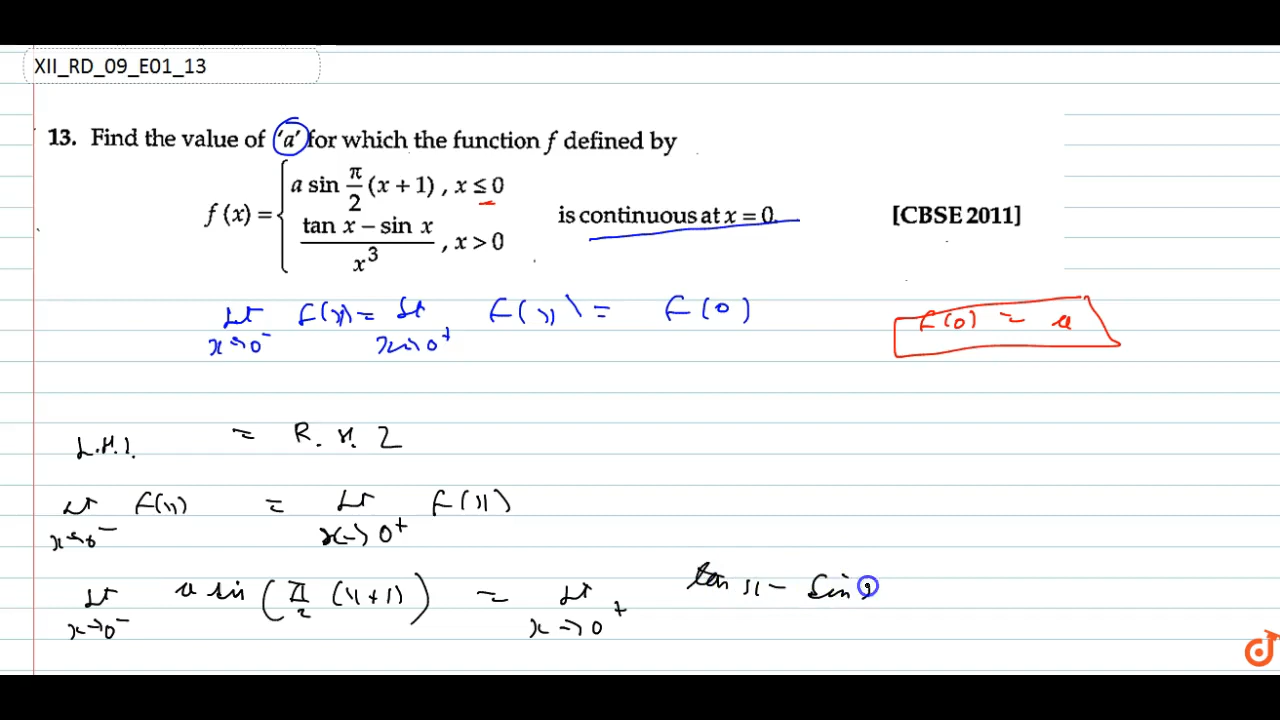 XII_RD_09_E01_13
13. Find the value of 'a' for which the function f defined by
f (x) = { a sin π/2 (x + 1) , x ≤ 0
tan x − sin x / x³ , x > 0
is continuous at x = 0. [CBSE 2011]
Lt x→0⁻ f(x) = Lt x→0⁺ f(x) = f(0)
f(0) = a
L.H.L = R.H.L
Lt x→0⁻ f(x) = Lt x→0⁺ f(x)
Lt x→0⁻ a sin (π/2 (x+1)) = Lt x→0⁺ tan x − sin